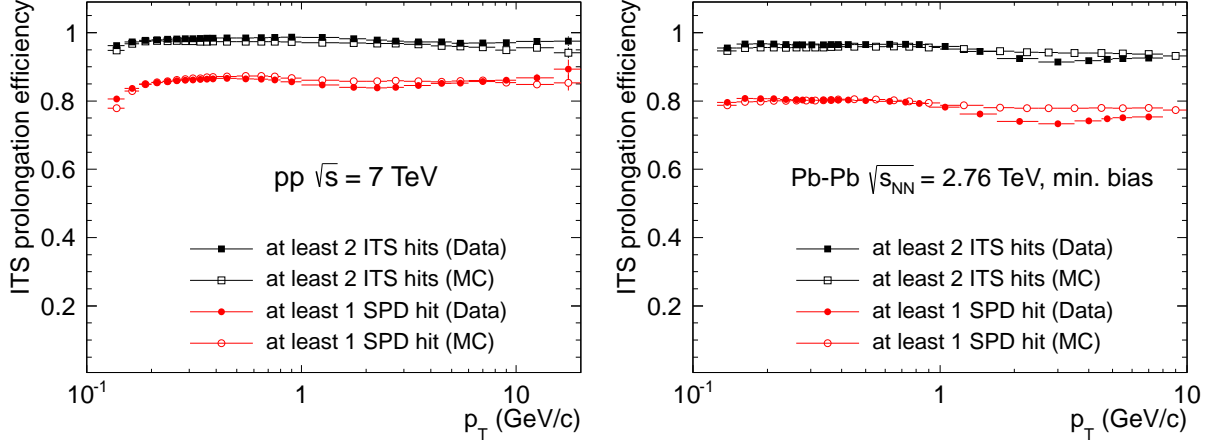 ITS prolongation efficiency
1
0.8
0.6
0.4
0.2
pp √s = 7 TeV
at least 2 ITS hits (Data)
at least 2 ITS hits (MC)
at least 1 SPD hit (Data)
at least 1 SPD hit (MC)
10⁻¹ 1 10
p_T (GeV/c)
ITS prolongation efficiency
1
0.8
0.6
0.4
0.2
Pb-Pb √s_NN = 2.76 TeV, min. bias
at least 2 ITS hits (Data)
at least 2 ITS hits (MC)
at least 1 SPD hit (Data)
at least 1 SPD hit (MC)
10⁻¹ 1 10
p_T (GeV/c)